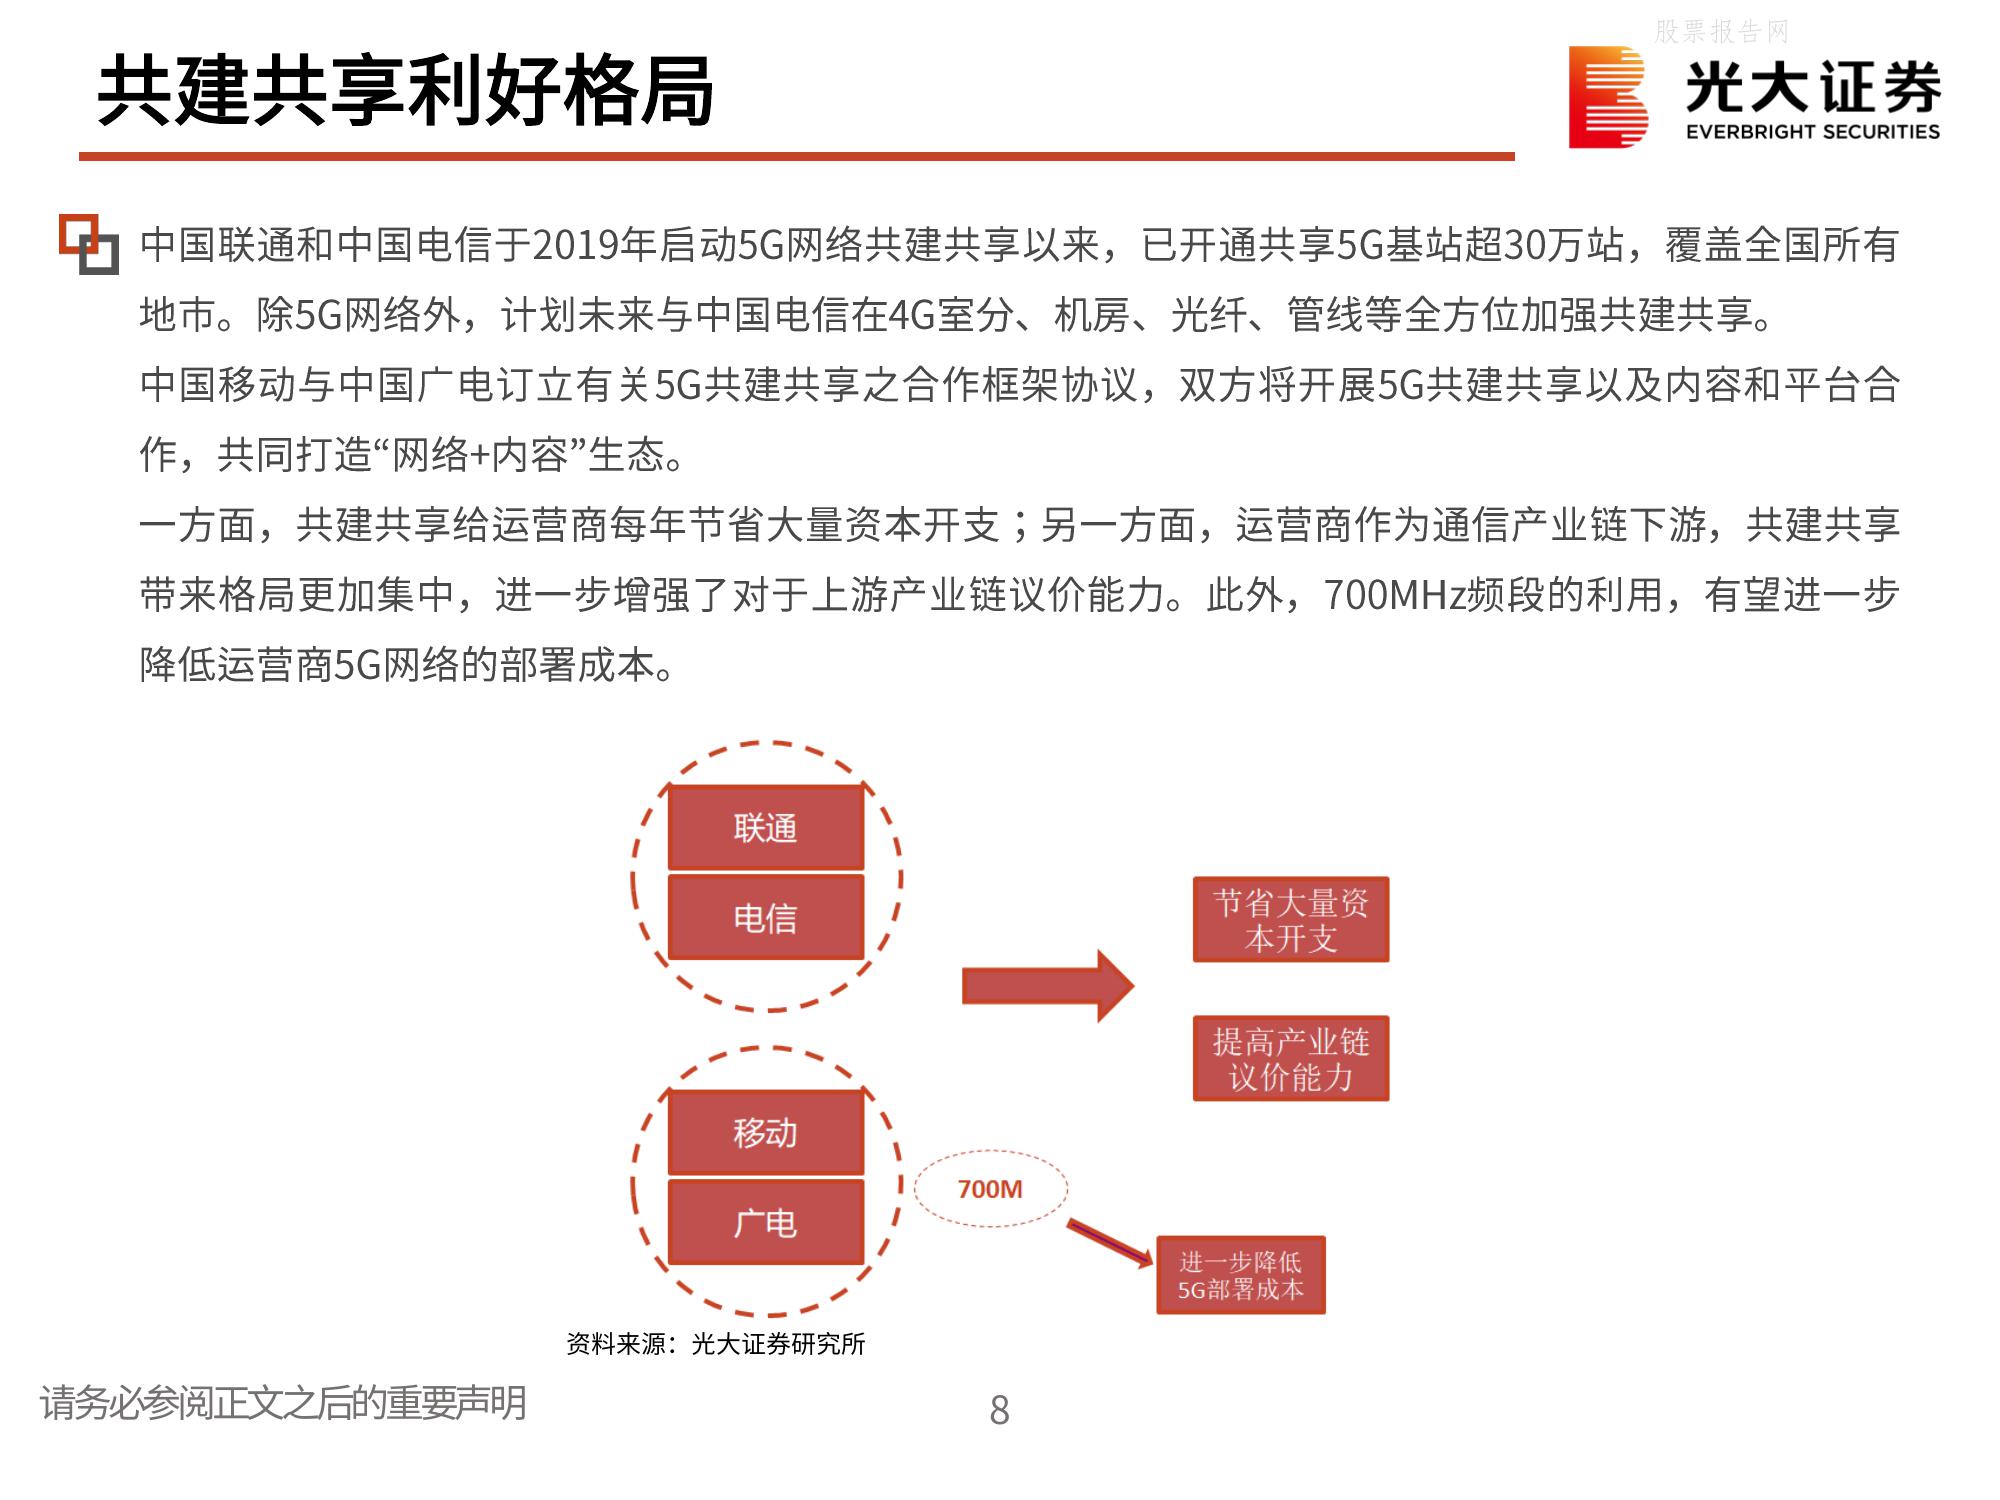 股票报告网
共建共享利好格局
光大证券
EVERBRIGHT SECURITIES
中国联通和中国电信于2019年启动5G网络共建共享以来，已开通共享5G基站超30万站，覆盖全国所有
地市。除5G网络外，计划未来与中国电信在4G室分、机房、光纤、管线等全方位加强共建共享。
中国移动与中国广电订立有关5G共建共享之合作框架协议，双方将开展5G共建共享以及内容和平台合
作，共同打造“网络+内容”生态。
一方面，共建共享给运营商每年节省大量资本开支；另一方面，运营商作为通信产业链下游，共建共享
带来格局更加集中，进一步增强了对于上游产业链议价能力。此外，700MHz频段的利用，有望进一步
降低运营商5G网络的部署成本。
联通
电信
节省大量资
本开支
提高产业链
议价能力
移动
广电
700M
进一步降低
5G部署成本
资料来源：光大证券研究所
请务必参阅正文之后的重要声明
8